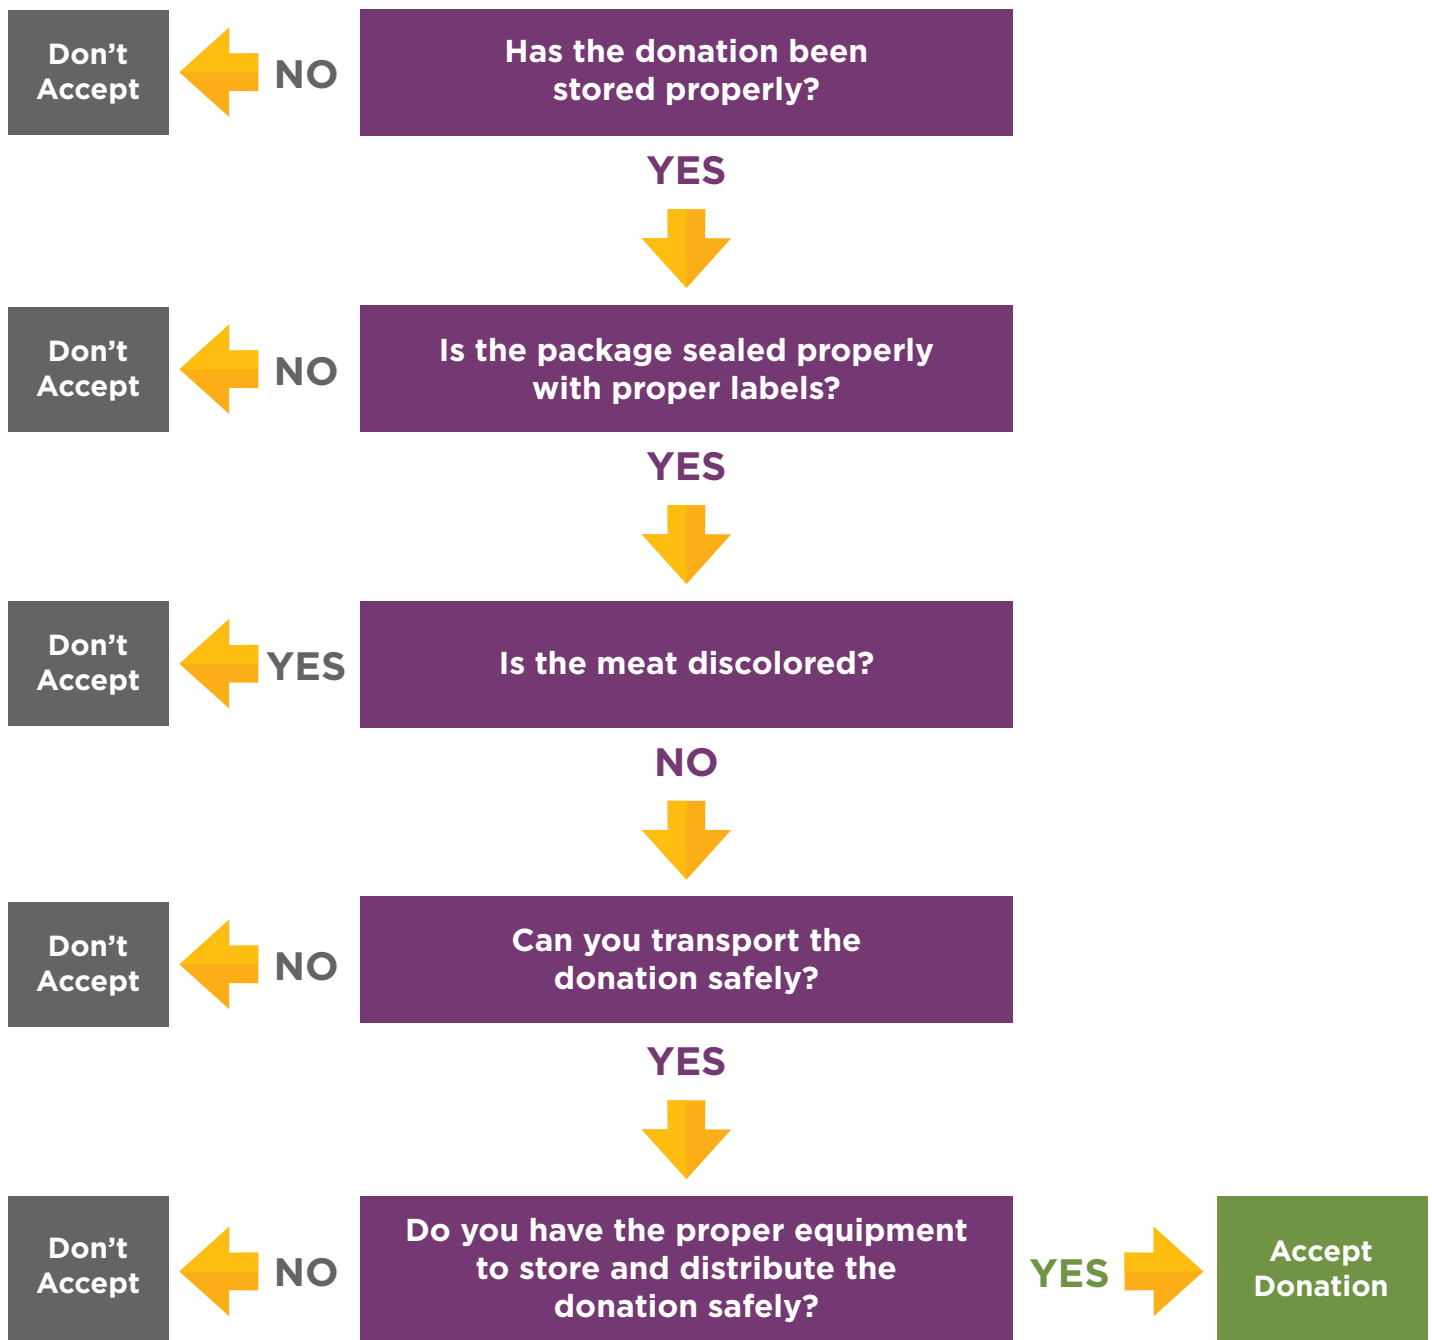 Don’t
Accept
NO
Has the donation been
stored properly?
YES
Don’t
Accept
NO
Is the package sealed properly
with proper labels?
YES
Don’t
Accept
YES
Is the meat discolored?
NO
Don’t
Accept
NO
Can you transport the
donation safely?
YES
Don’t
Accept
NO
Do you have the proper equipment
to store and distribute the
donation safely?
YES
Accept
Donation